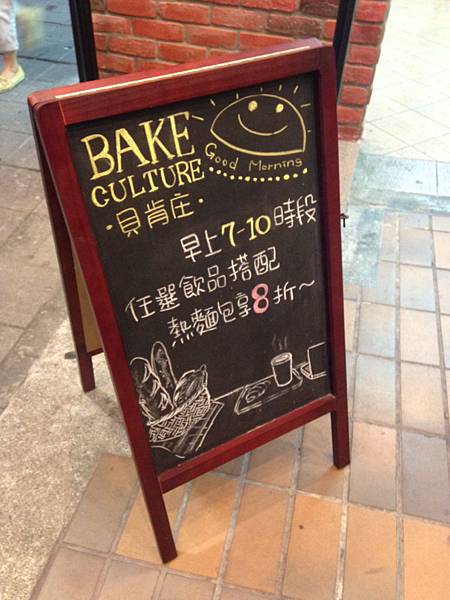 BAKE
CULTURE
Good Morning
·貝肯庄·
早上7-10時段
任選飲品搭配
熱麵包享8折～